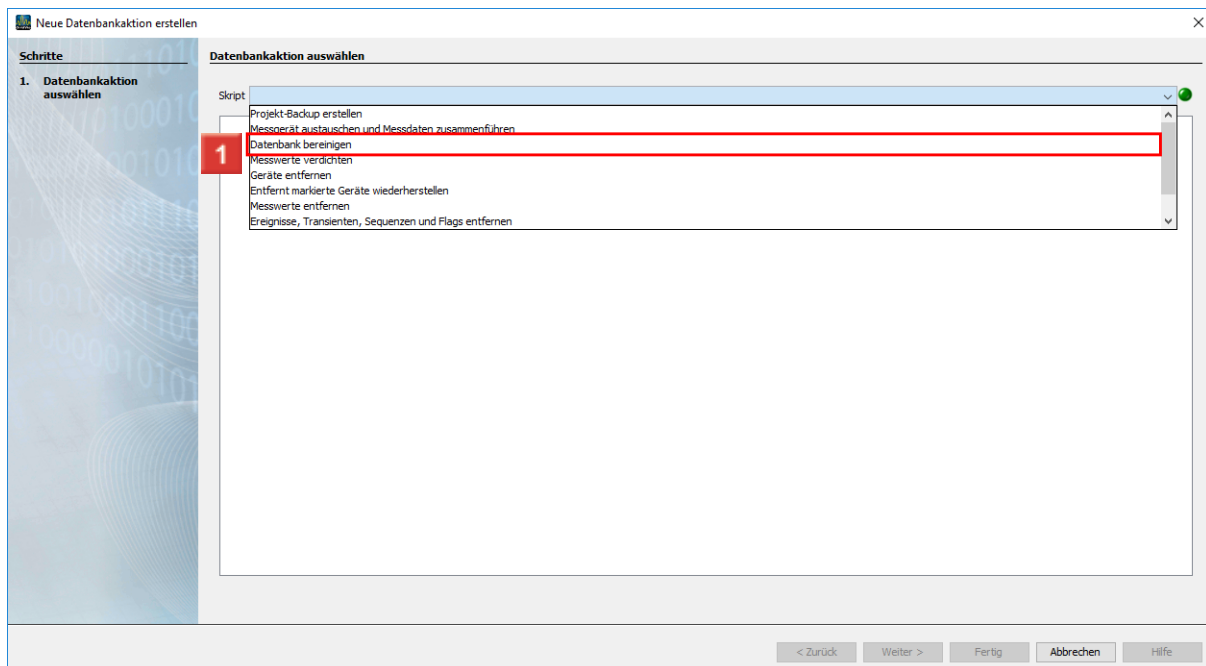 Neue Datenbankaktion erstellen
Schritte
1. Datenbankaktion
auswählen
Datenbankaktion auswählen
Skript
Projekt-Backup erstellen
Messgerät austauschen und Messdaten zusammenführen
1
Datenbank bereinigen
Messwerte verdichten
Geräte entfernen
Entfernt markierte Geräte wiederherstellen
Messwerte entfernen
Ereignisse, Transienten, Sequenzen und Flags entfernen
< Zurück
Weiter >
Fertig
Abbrechen
Hilfe